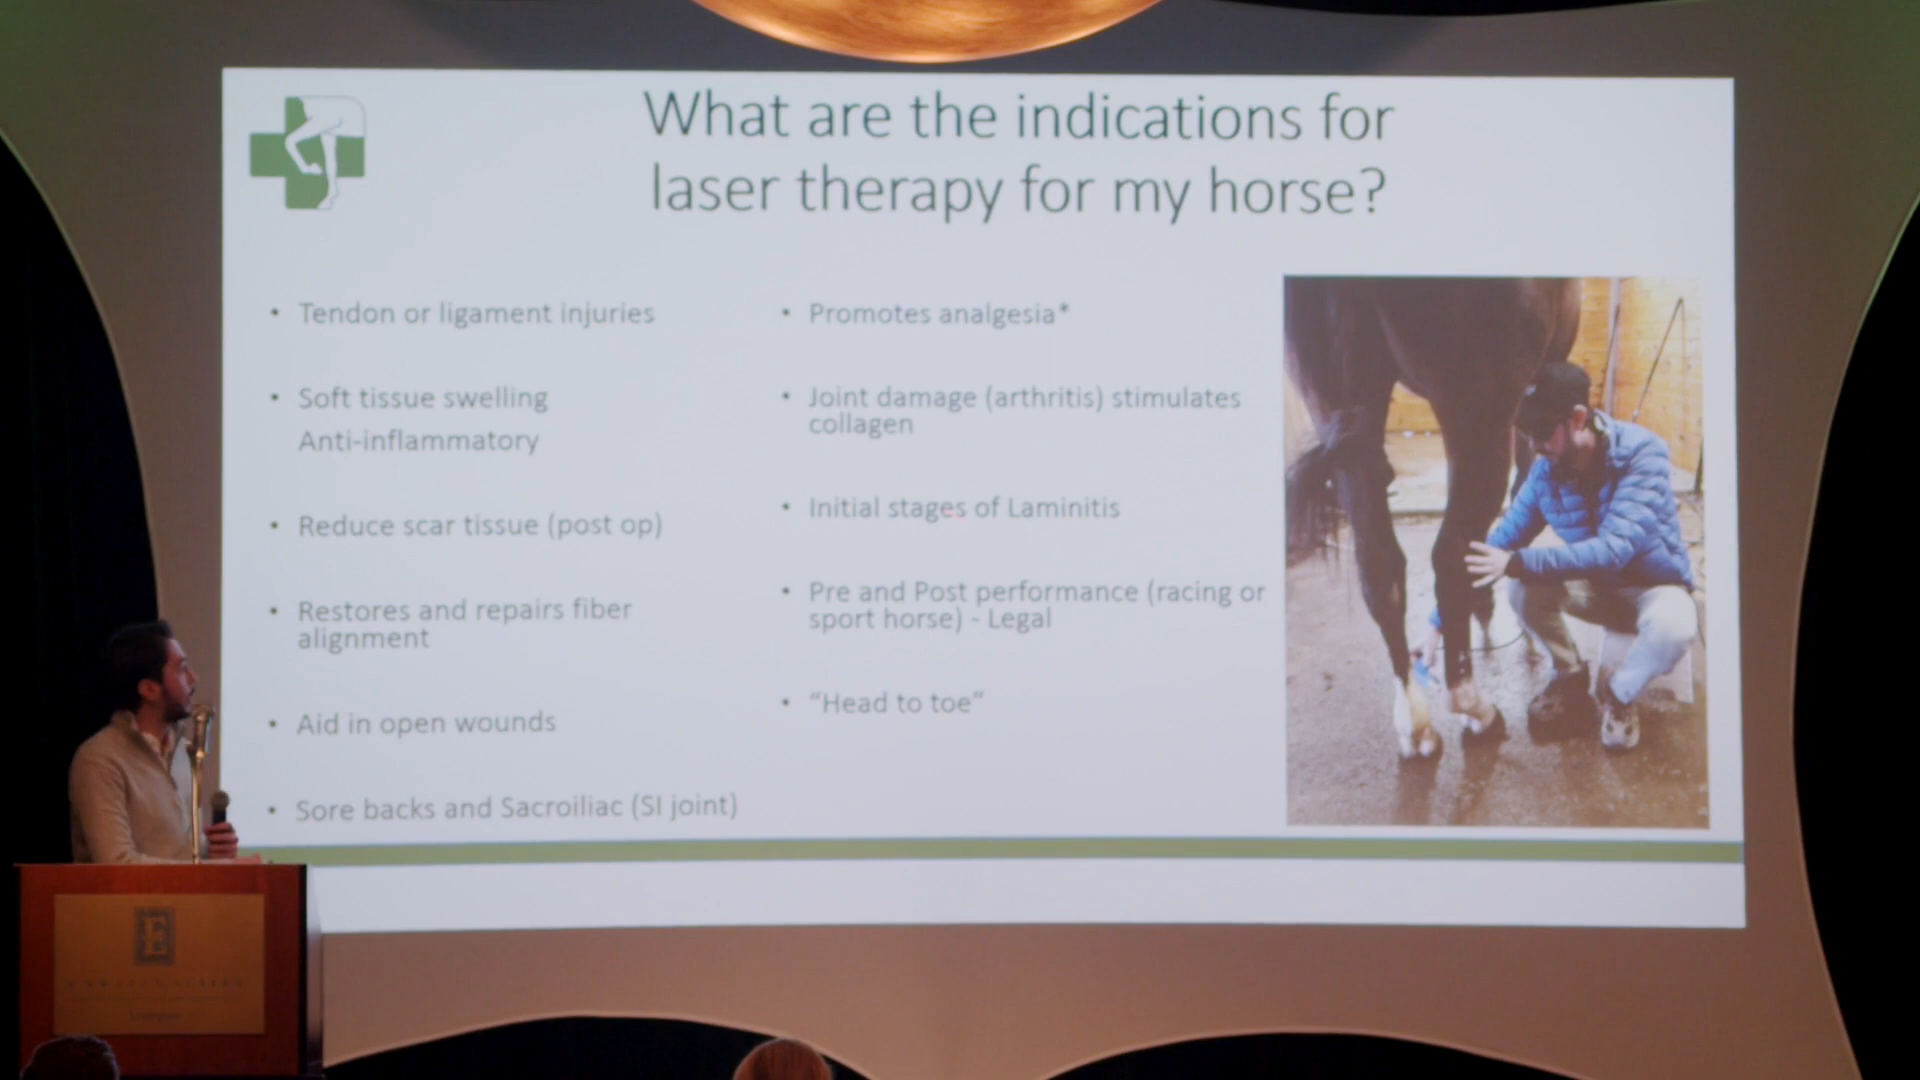 What are the indications for
laser therapy for my horse?
• Tendon or ligament injuries
• Soft tissue swelling
Anti-inflammatory
• Reduce scar tissue (post op)
• Restores and repairs fiber
alignment
• Aid in open wounds
• Sore backs and Sacroiliac (SI joint)
• Promotes analgesia*
• Joint damage (arthritis) stimulates
collagen
• Initial stages of Laminitis
• Pre and Post performance (racing or
sport horse) - Legal
• “Head to toe”
E